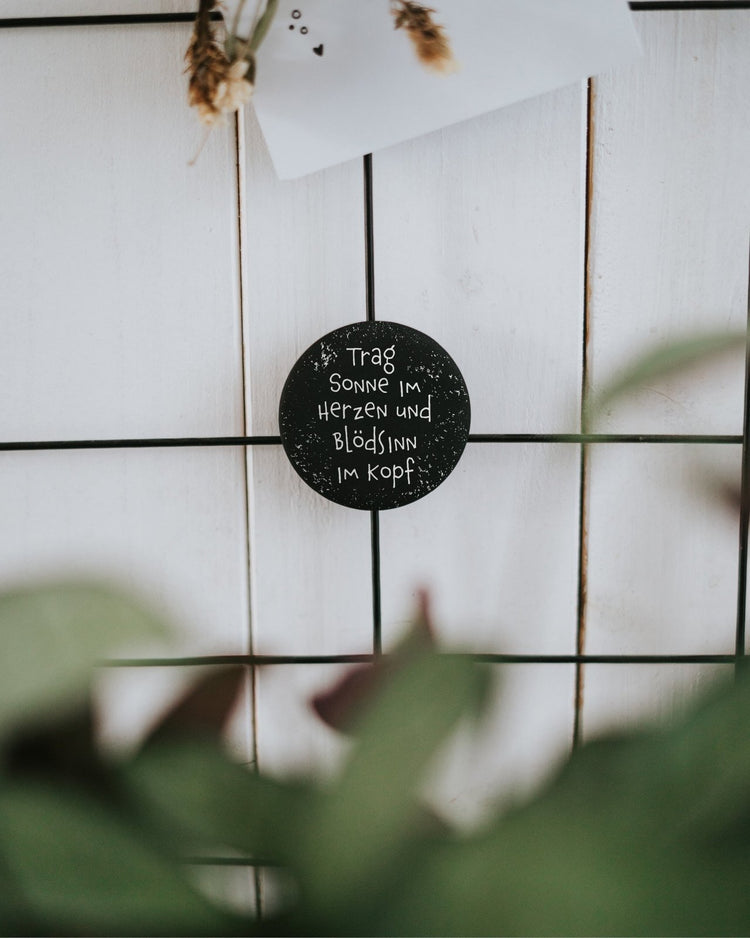 Trag
Sonne im
Herzen und
Blödsinn
im Kopf